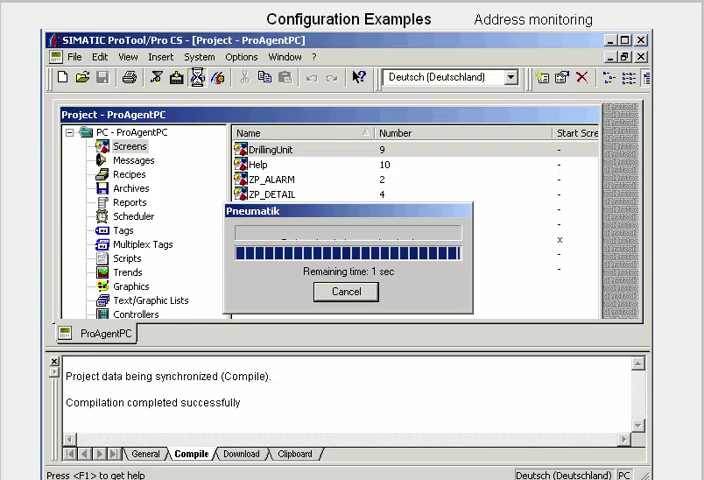 Configuration Examples Address monitoring
SIMATIC ProTool/Pro CS - [Project - ProAgentPC]
File Edit View Insert System Options Window ?
Deutsch (Deutschland)
Project - ProAgentPC
PC - ProAgentPC
Screens
Messages
Recipes
Archives
Reports
Scheduler
Tags
Multiplex Tags
Scripts
Trends
Graphics
Text/Graphic Lists
Controllers
Name Number Start Scre
DrillingUnit 9 -
Help 10 -
ZP_ALARM 2 -
ZP_DETAIL 4 -
-
x
-
-
Pneumatik
Remaining time: 1 sec
Cancel
ProAgentPC
Project data being synchronized (Compile).
Compilation completed successfully
General Compile Download Clipboard
Press <F1> to get help Deutsch (Deutschland) PC